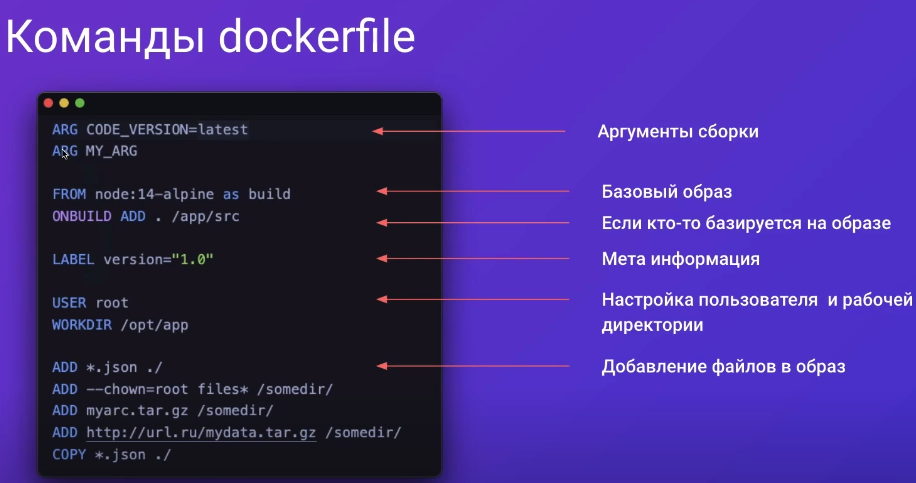 Команды dockerfile
ARG CODE_VERSION=latest
ARG MY_ARG
FROM node:14-alpine as build
ONBUILD ADD . /app/src
LABEL version="1.0"
USER root
WORKDIR /opt/app
ADD *.json ./
ADD --chown=root files* /somedir/
ADD myarc.tar.gz /somedir/
ADD http://url.ru/mydata.tar.gz /somedir/
COPY *.json ./
Аргументы сборки
Базовый образ
Если кто-то базируется на образе
Мета информация
Настройка пользователя и рабочей
директории
Добавление файлов в образ